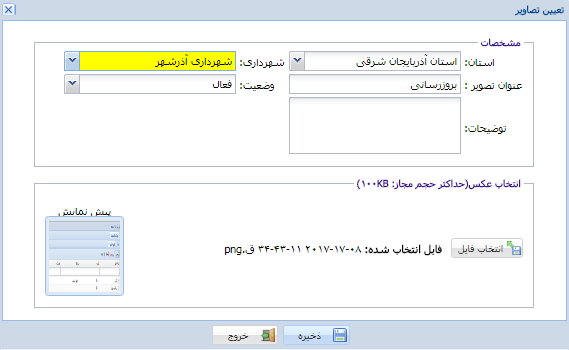 تعیین تصاویر
مشخصات
استان: استان آذربایجان شرقی شهرداری: شهرداری آذرشهر
عنوان تصویر : بروزرسانی وضعیت: فعال
توضیحات:
انتخاب عکس(حداکثر حجم مجاز: ۱۰۰KB)
پیش نمایش
انتخاب فایل فایل انتخاب شده: ۰۸-۱۷-۲۰۱۷ ۱۱-۴۳-۳۴ ق.png
ذخیره خروج